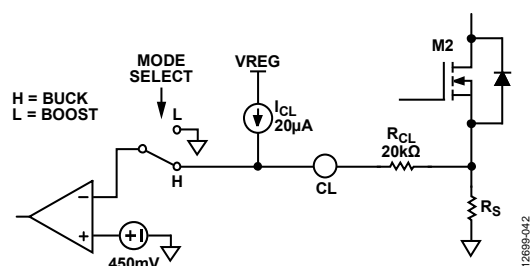 MODE
SELECT
VREG
M2
H = BUCK
L = BOOST
L
I_CL
20µA
R_CL
20kΩ
H
CL
R_S
450mV
12699-042